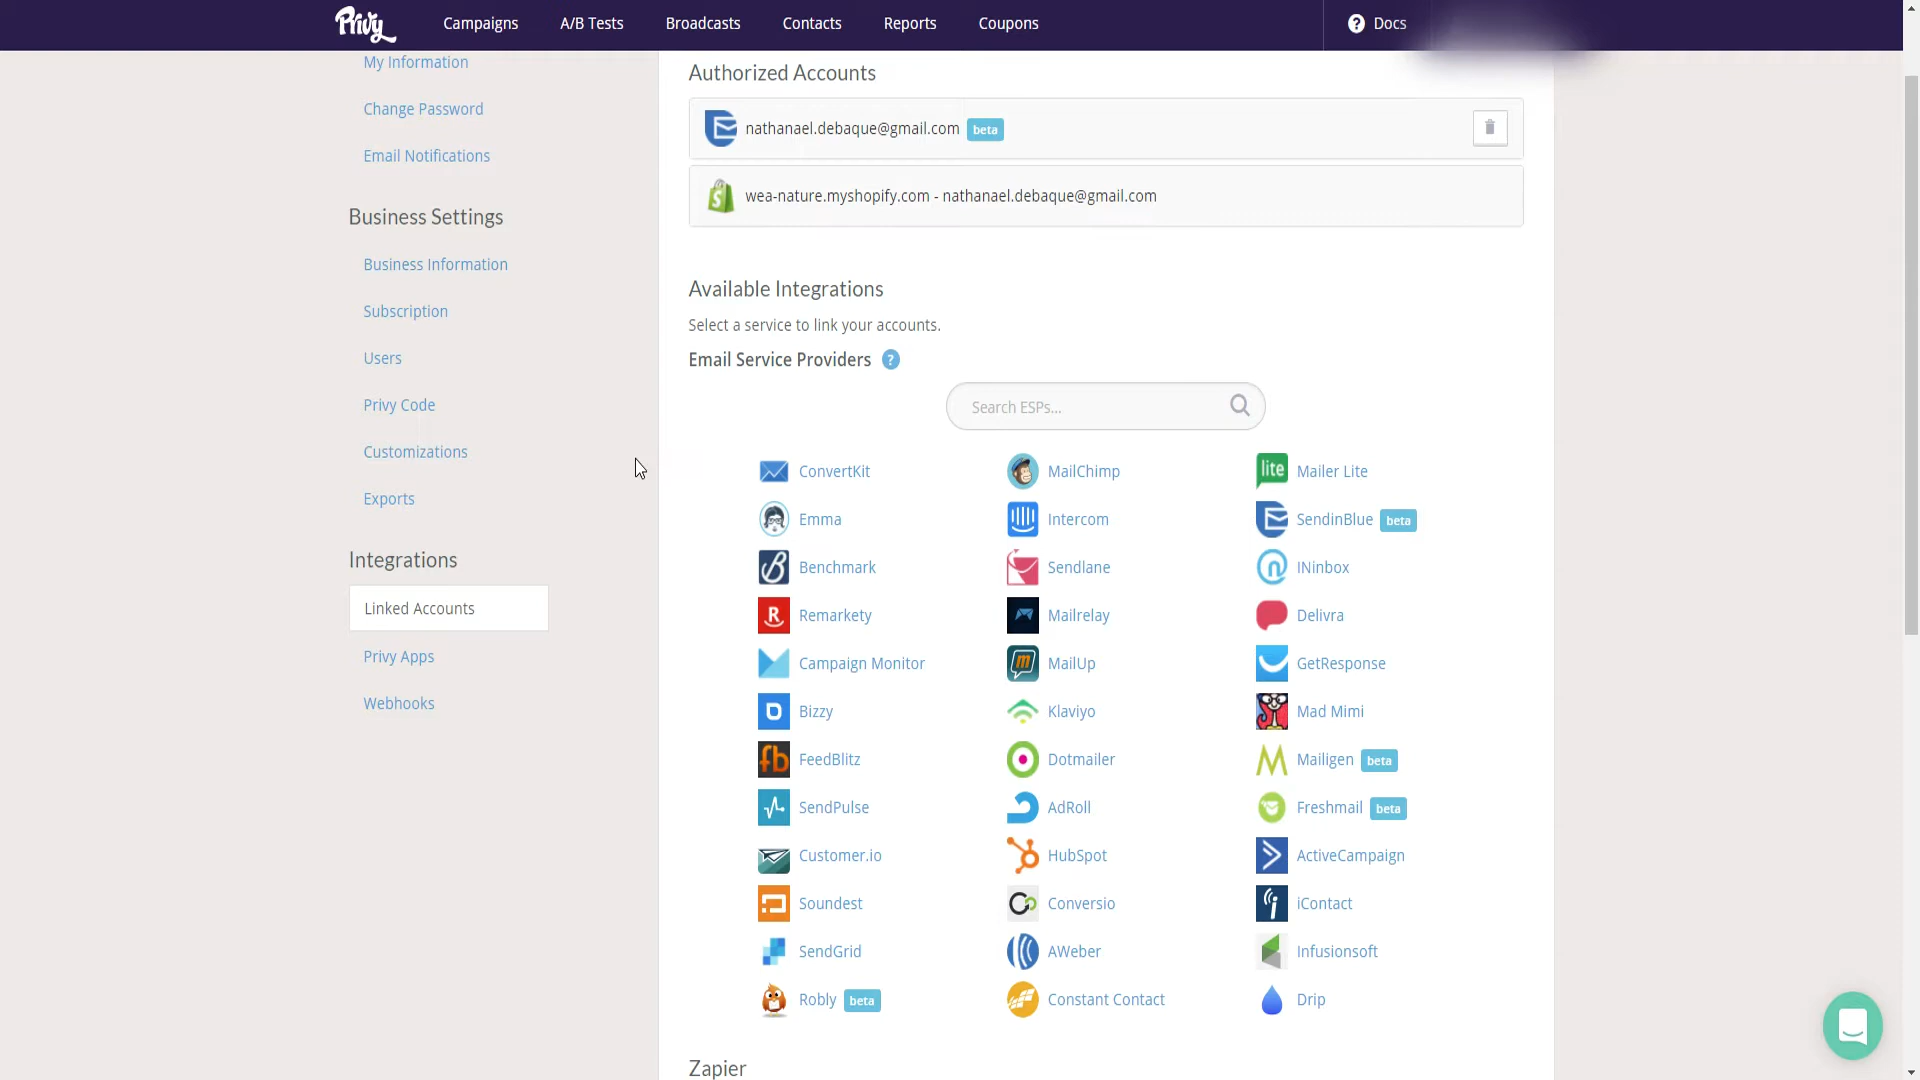 Privy
Campaigns
A/B Tests
Broadcasts
Contacts
Reports
Coupons
? Docs
My Information
Change Password
Email Notifications
Business Settings
Business Information
Subscription
Users
Privy Code
Customizations
Exports
Integrations
Linked Accounts
Privy Apps
Webhooks
Authorized Accounts
nathanael.debaque@gmail.com beta
wea-nature.myshopify.com - nathanael.debaque@gmail.com
Available Integrations
Select a service to link your accounts.
Email Service Providers ?
Search ESPs...
ConvertKit
MailChimp
lite Mailer Lite
Emma
Intercom
SendinBlue beta
B Benchmark
Sendlane
INinbox
R Remarkety
Mailrelay
Delivra
Campaign Monitor
m MailUp
GetResponse
Bizzy
Klaviyo
Mad Mimi
fb FeedBlitz
Dotmailer
Mailigen beta
SendPulse
AdRoll
Freshmail beta
Customer.io
HubSpot
ActiveCampaign
Soundest
Conversio
i iContact
SendGrid
AWeber
Infusionsoft
Robly beta
Constant Contact
Drip
Zapier